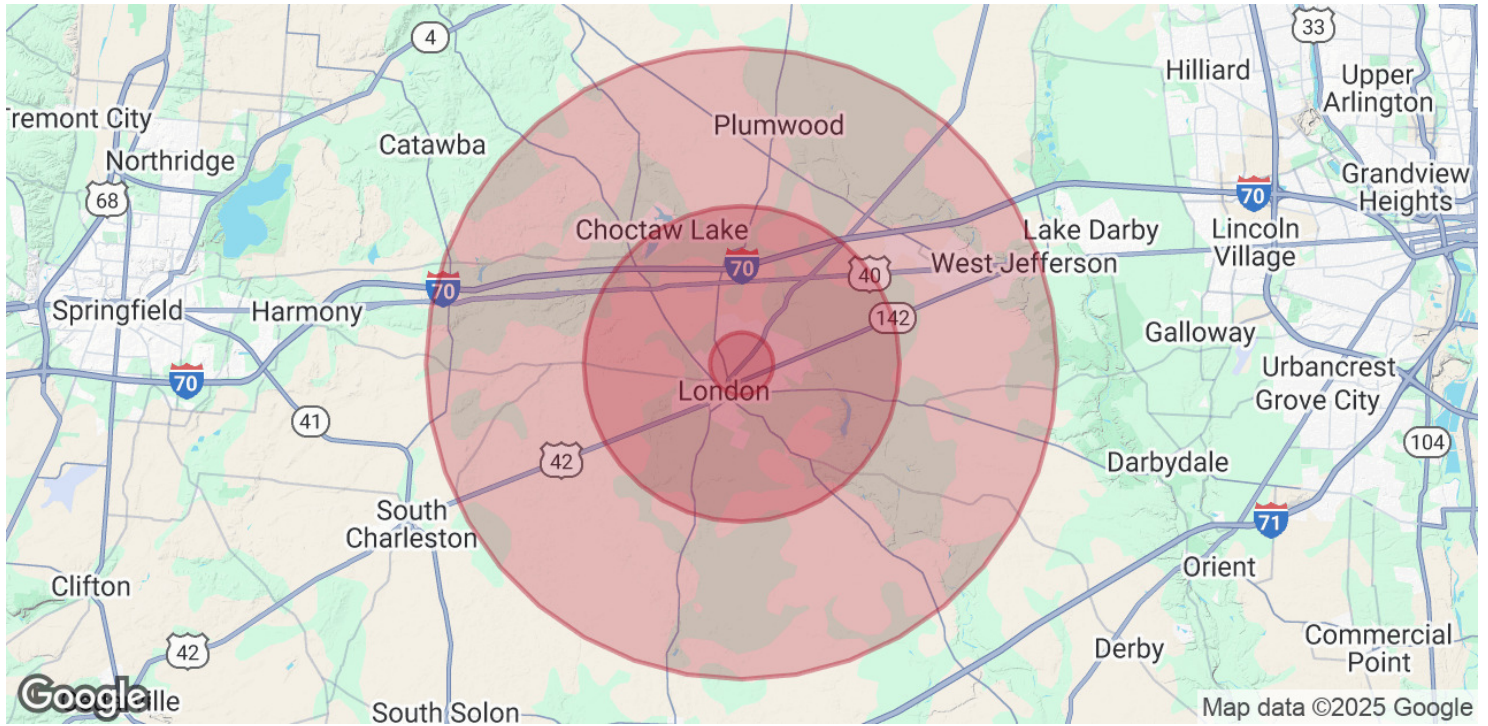 33
4
Hilliard
Upper
Arlington
Tremont City
Plumwood
Catawba
Northridge
68
70
Grandview
Heights
Choctaw Lake
Lake Darby
Lincoln
Village
70
40
West Jefferson
70
Springfield
Harmony
142
Galloway
70
Urbancrest
London
Grove City
41
104
42
Darbydale
South
Charleston
71
Orient
Clifton
42
Derby
Commercial
Point
Google
South Solon
Map data ©2025 Google